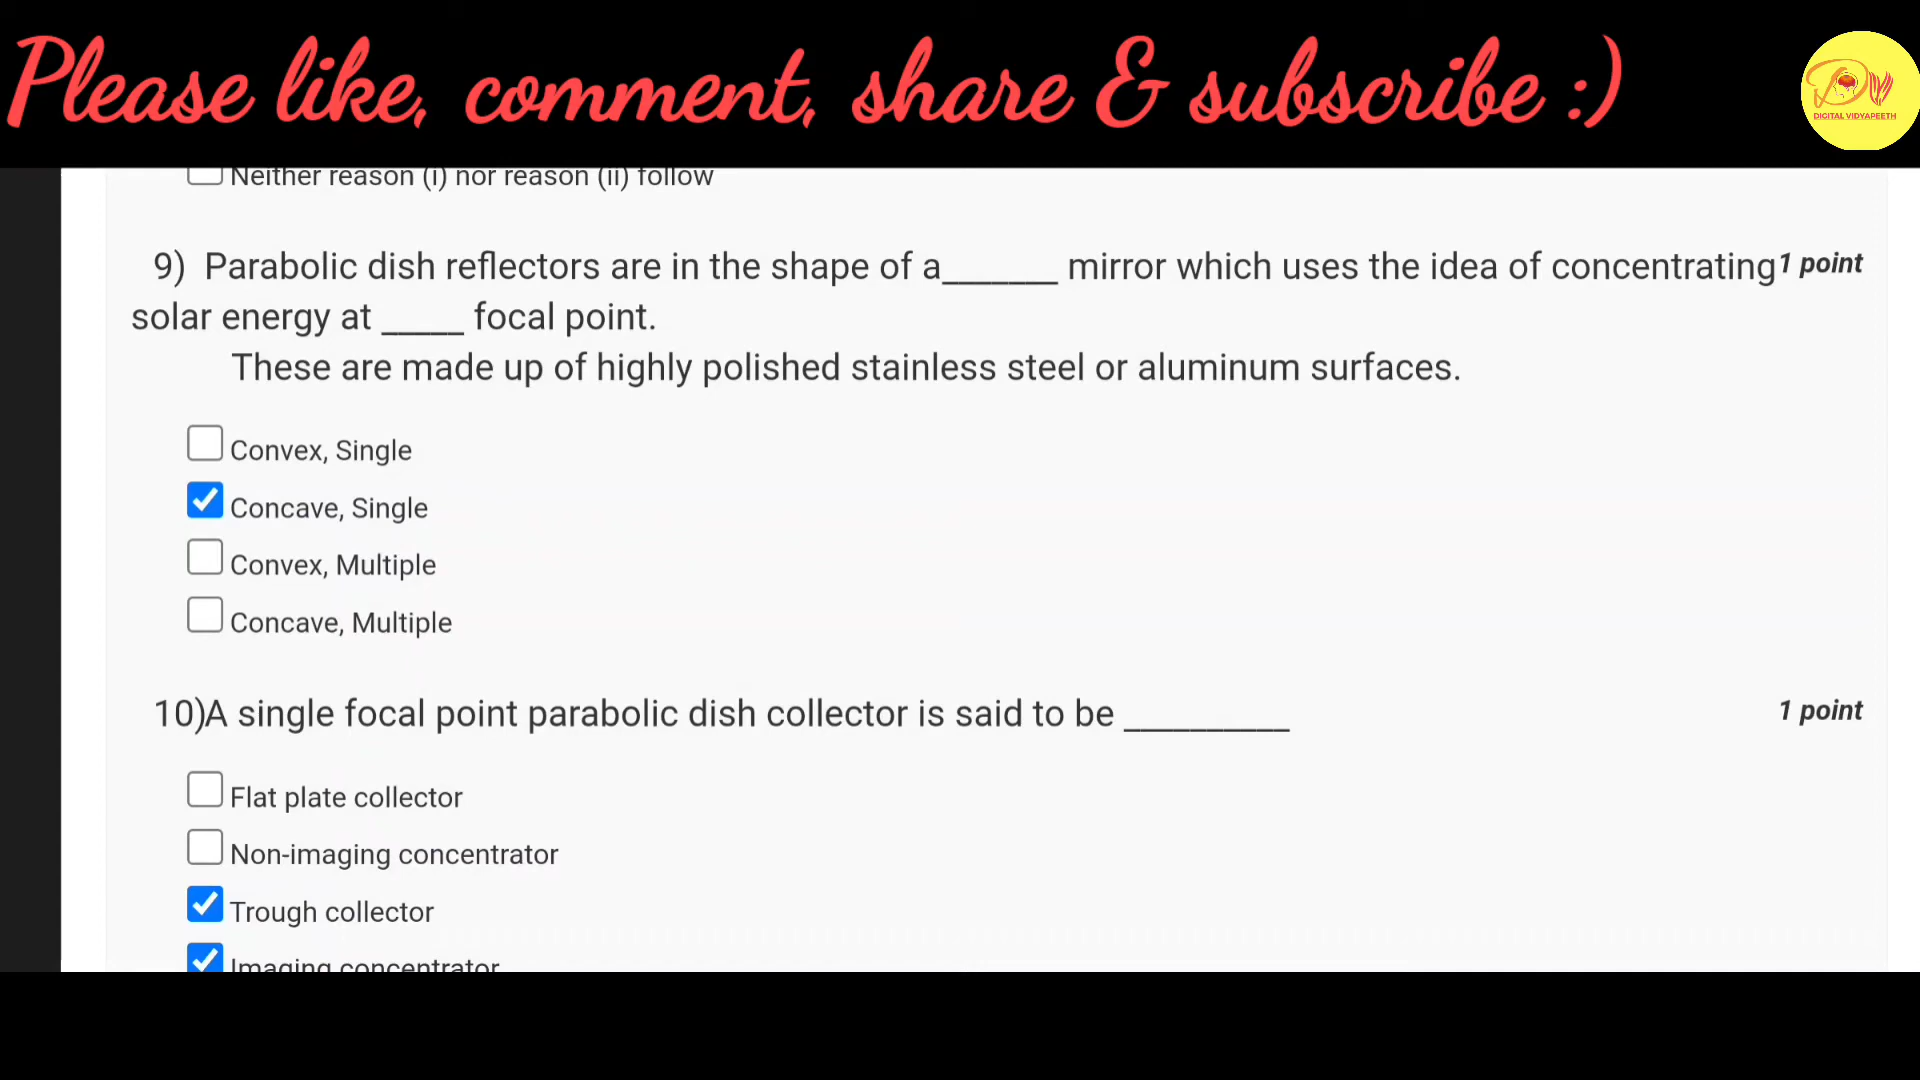 Please like, comment, share & subscribe :)
DIGITAL VIDYAPEETH
Neither reason (i) nor reason (ii) follow
9) Parabolic dish reflectors are in the shape of a_______ mirror which uses the idea of concentrating 1 point
solar energy at _____ focal point.
These are made up of highly polished stainless steel or aluminum surfaces.
Convex, Single
Concave, Single
Convex, Multiple
Concave, Multiple
10)A single focal point parabolic dish collector is said to be __________ 1 point
Flat plate collector
Non-imaging concentrator
Trough collector
Imaging concentrator